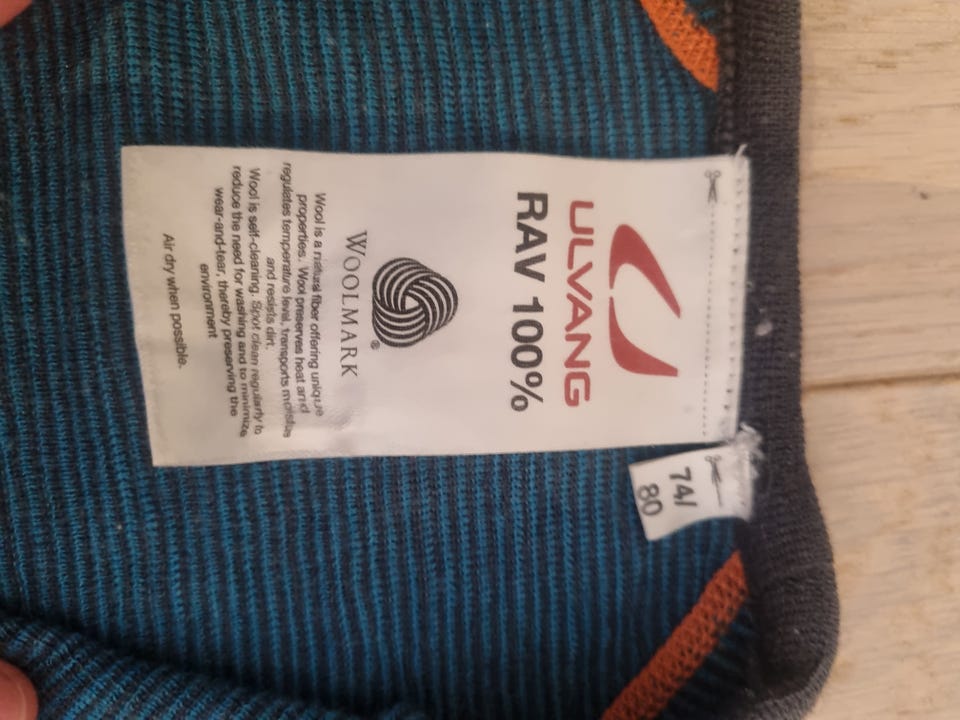 ULVANG
RAV 100%
WOOLMARK
Wool is a natural fiber offering unique
properties. Wool preserves heat and
regulates temperature level, transports moisture
and resists dirt.
Wool is self-cleaning. Spot clean regularly to
reduce the need for washing and to minimize
wear-and-tear, thereby preserving the
environment
Air dry when possible.
74/
80